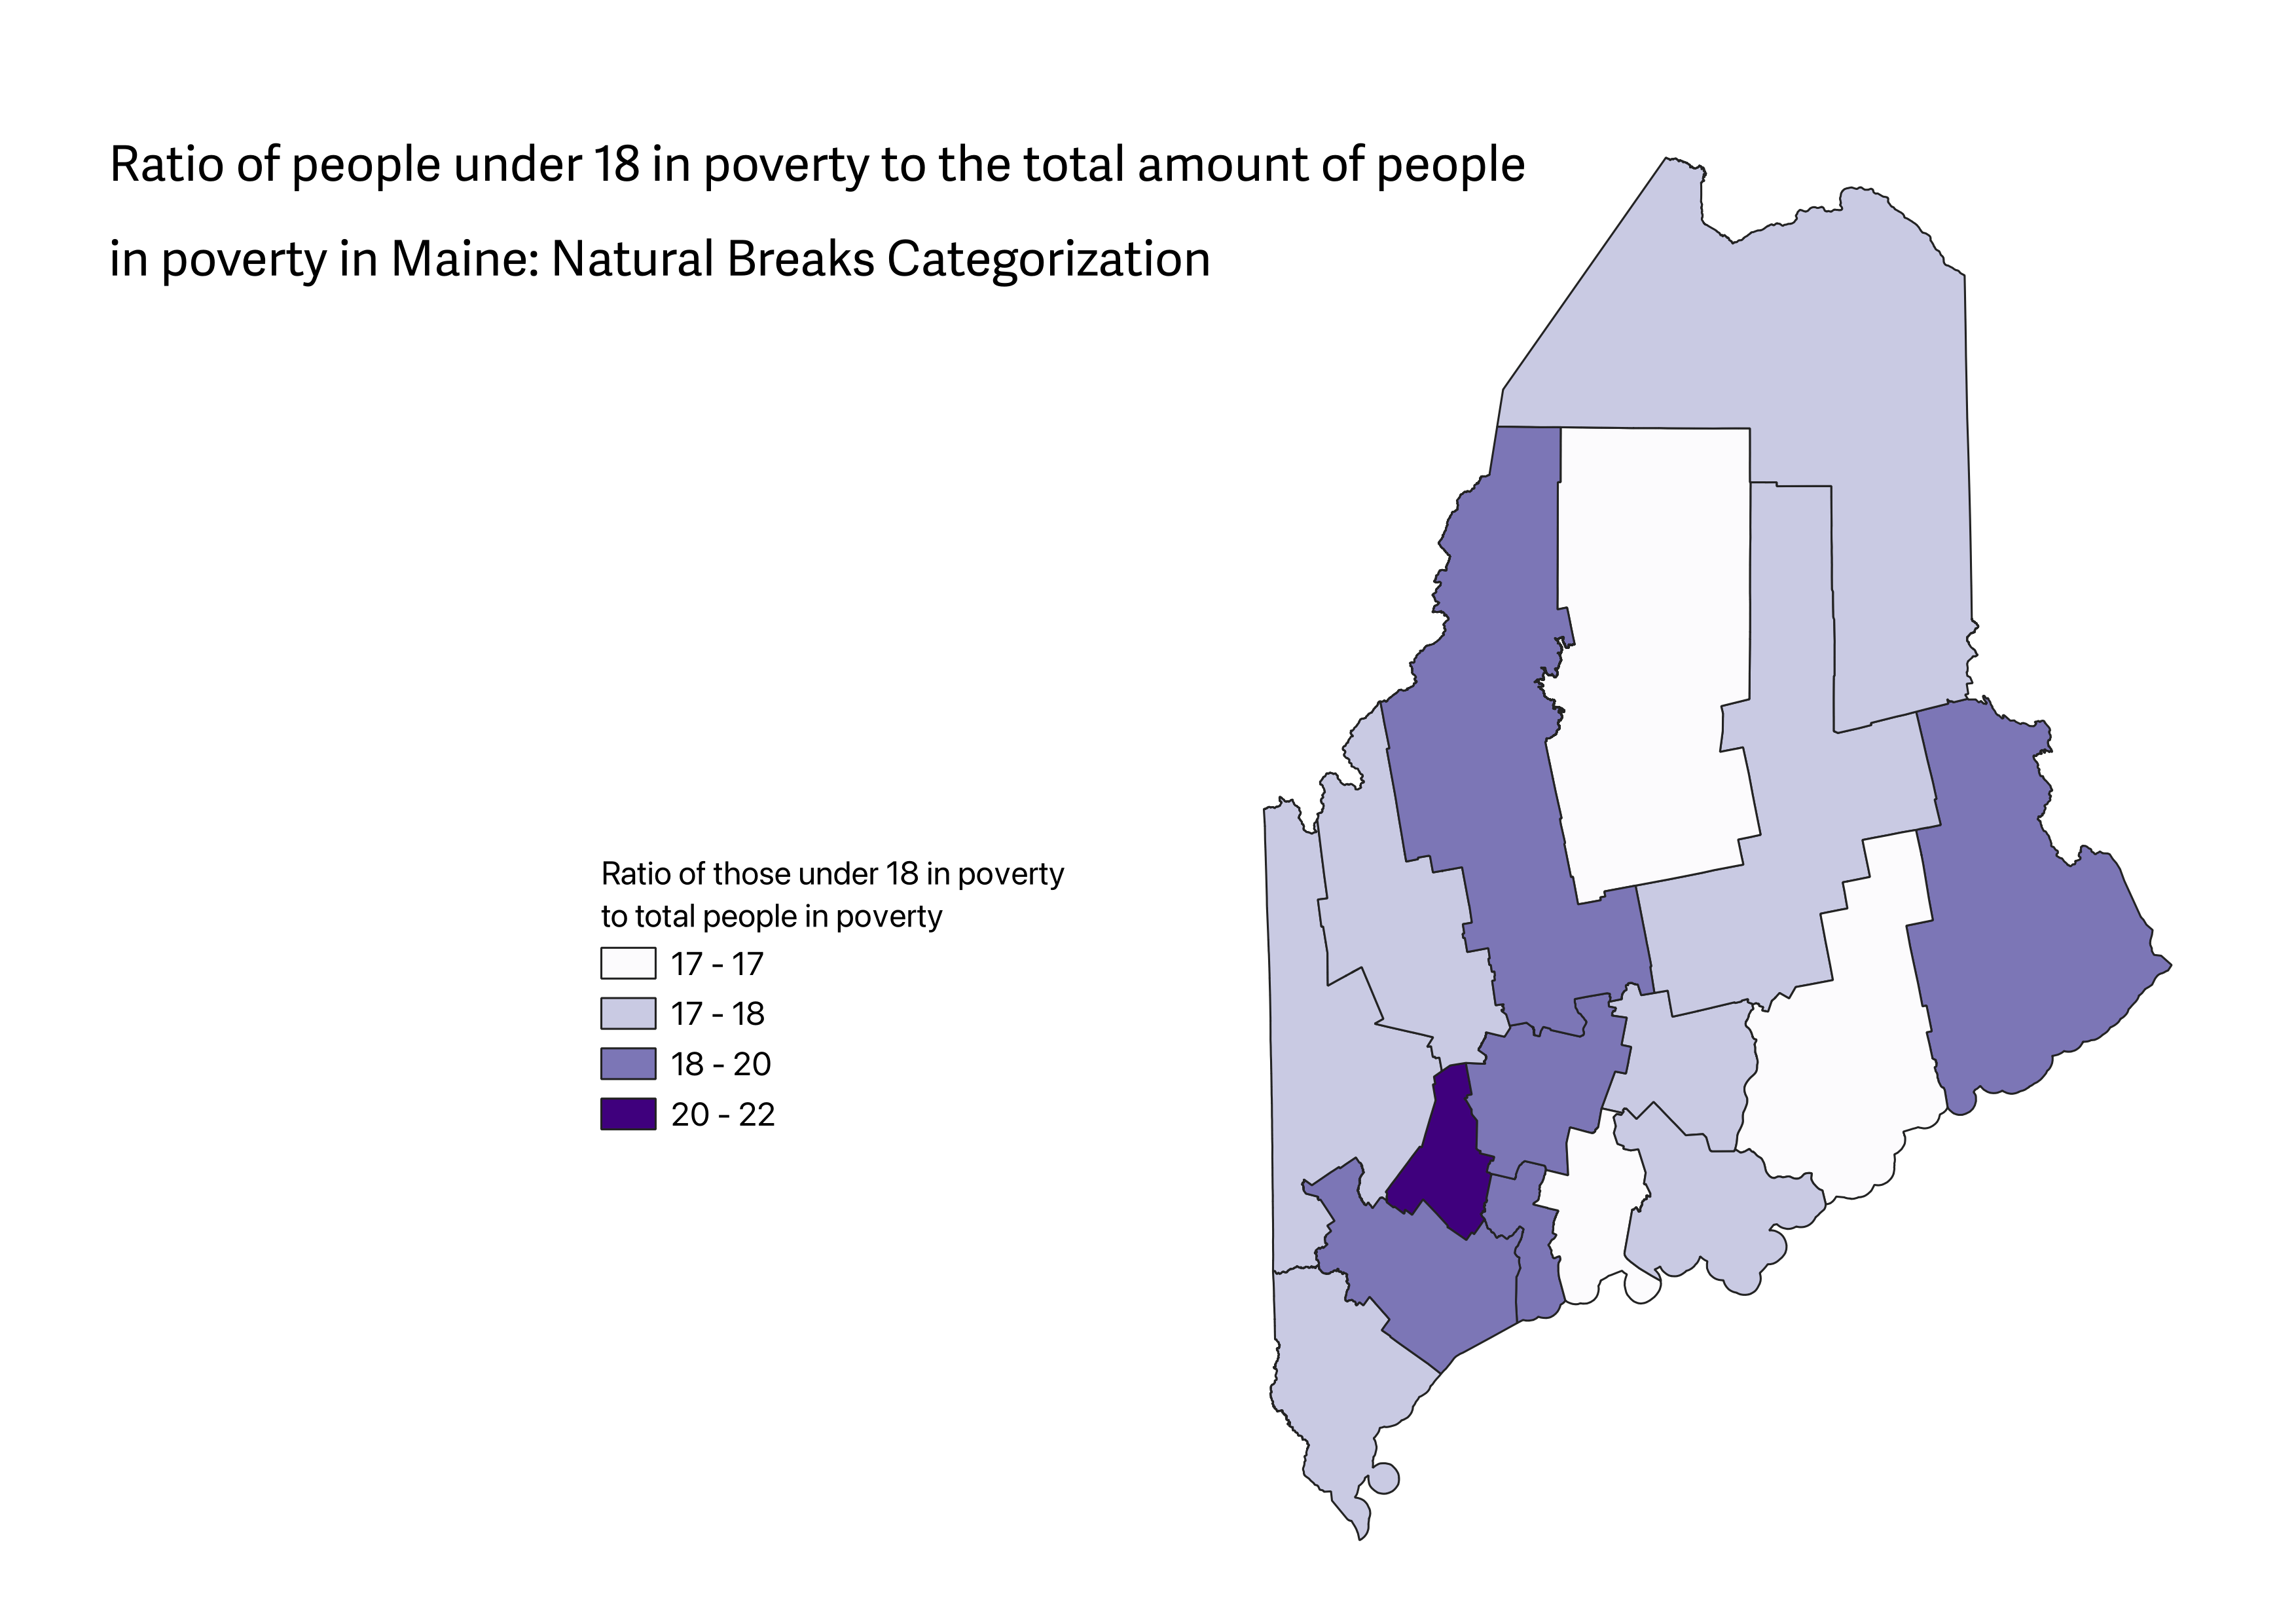 Ratio of people under 18 in poverty to the total amount of people
in poverty in Maine: Natural Breaks Categorization
Ratio of those under 18 in poverty
to total people in poverty
17 - 17
17 - 18
18 - 20
20 - 22